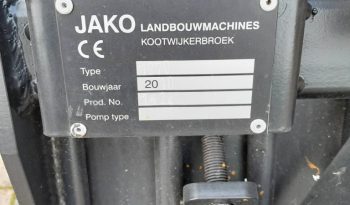 JAKO LANDBOUWMACHINES
CE KOOTWIJKERBROEK
Type
Bouwjaar 20
Prod. No.
Pomp type